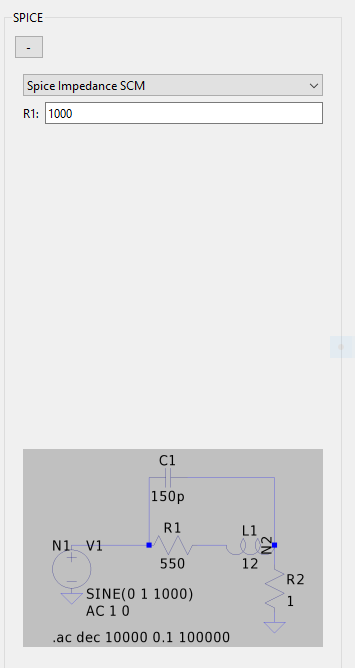 SPICE
-
Spice Impedance SCM
R1: 1000
C1
150p
R1
L1
N1 V1
N2
550
12
R2
SINE(0 1 1000)
1
AC 1 0
.ac dec 10000 0.1 100000